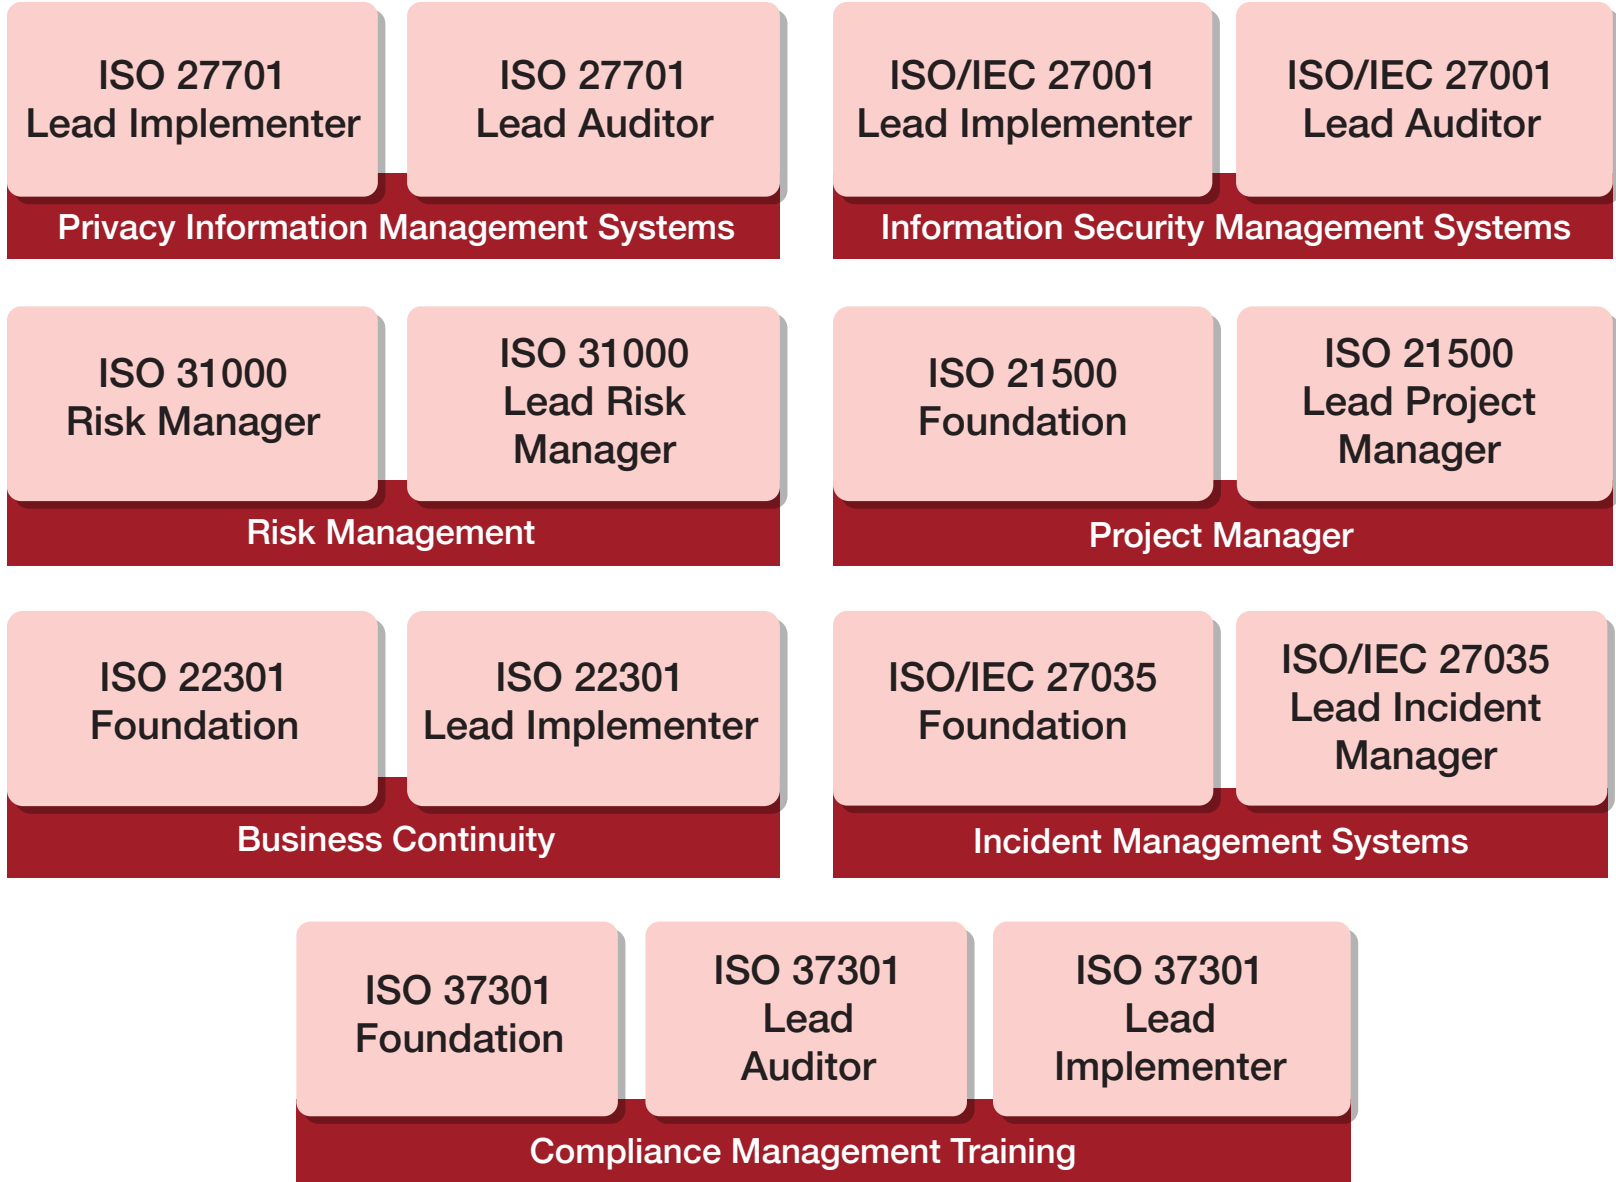 ISO 27701
Lead Implementer
ISO 27701
Lead Auditor
Privacy Information Management Systems
ISO/IEC 27001
Lead Implementer
ISO/IEC 27001
Lead Auditor
Information Security Management Systems
ISO 31000
Risk Manager
ISO 31000
Lead Risk
Manager
Risk Management
ISO 21500
Foundation
ISO 21500
Lead Project
Manager
Project Manager
ISO 22301
Foundation
ISO 22301
Lead Implementer
Business Continuity
ISO/IEC 27035
Foundation
ISO/IEC 27035
Lead Incident
Manager
Incident Management Systems
ISO 37301
Foundation
ISO 37301
Lead
Auditor
ISO 37301
Lead
Implementer
Compliance Management Training